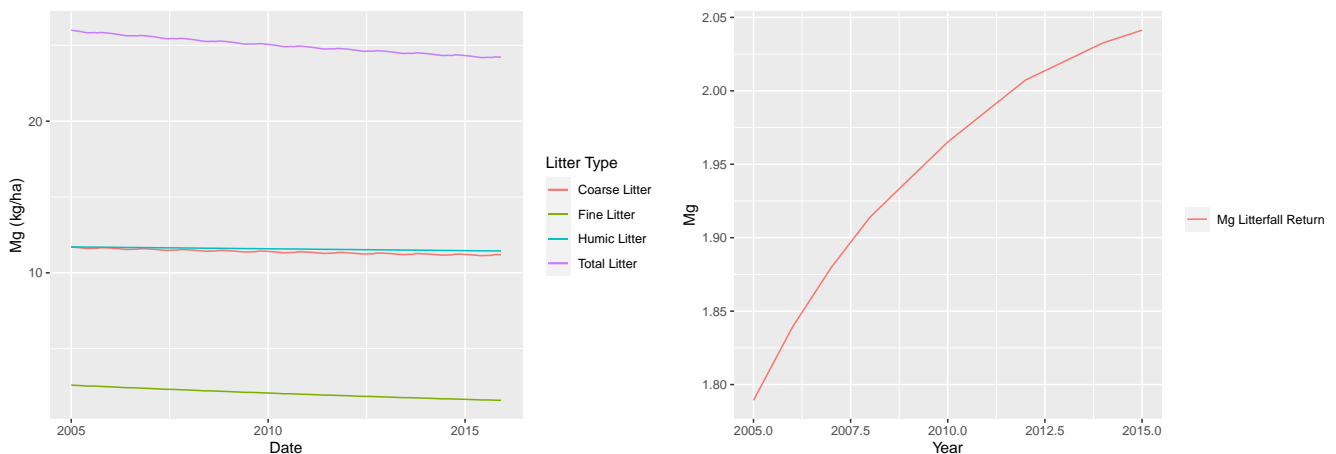 20
10
2005
2010
2015
Date
Mg (kg/ha)
Litter Type
Coarse Litter
Fine Litter
Humic Litter
Total Litter
2.05
2.00
1.95
1.90
1.85
1.80
2005.0
2007.5
2010.0
2012.5
2015.0
Year
Mg
Mg Litterfall Return